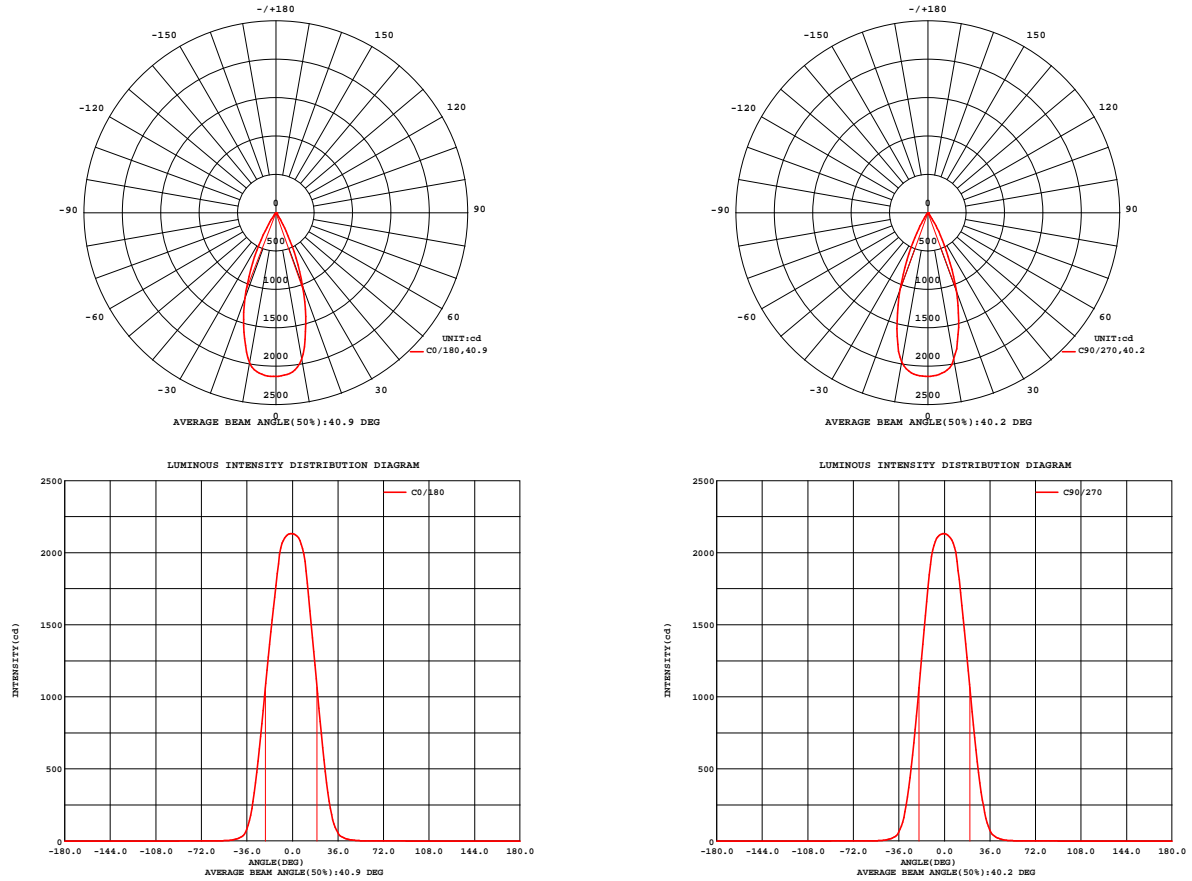 -/+180
-150
150
-120
120
-90
90
-60
60
-30
30
0
500
1000
1500
2000
2500
0
UNIT:cd
C0/180,40.9
AVERAGE BEAM ANGLE(50%):40.9 DEG
-/+180
-150
150
-120
120
-90
90
-60
60
-30
30
0
500
1000
1500
2000
2500
0
UNIT:cd
C90/270,40.2
AVERAGE BEAM ANGLE(50%):40.2 DEG
LUMINOUS INTENSITY DISTRIBUTION DIAGRAM
C0/180
INTENSITY(cd)
2500
2000
1500
1000
500
0
-180.0 -144.0 -108.0 -72.0 -36.0 0.0 36.0 72.0 108.0 144.0 180.0
ANGLE(DEG)
AVERAGE BEAM ANGLE(50%):40.9 DEG
LUMINOUS INTENSITY DISTRIBUTION DIAGRAM
C90/270
INTENSITY(cd)
2500
2000
1500
1000
500
0
-180.0 -144.0 -108.0 -72.0 -36.0 0.0 36.0 72.0 108.0 144.0 180.0
ANGLE(DEG)
AVERAGE BEAM ANGLE(50%):40.2 DEG